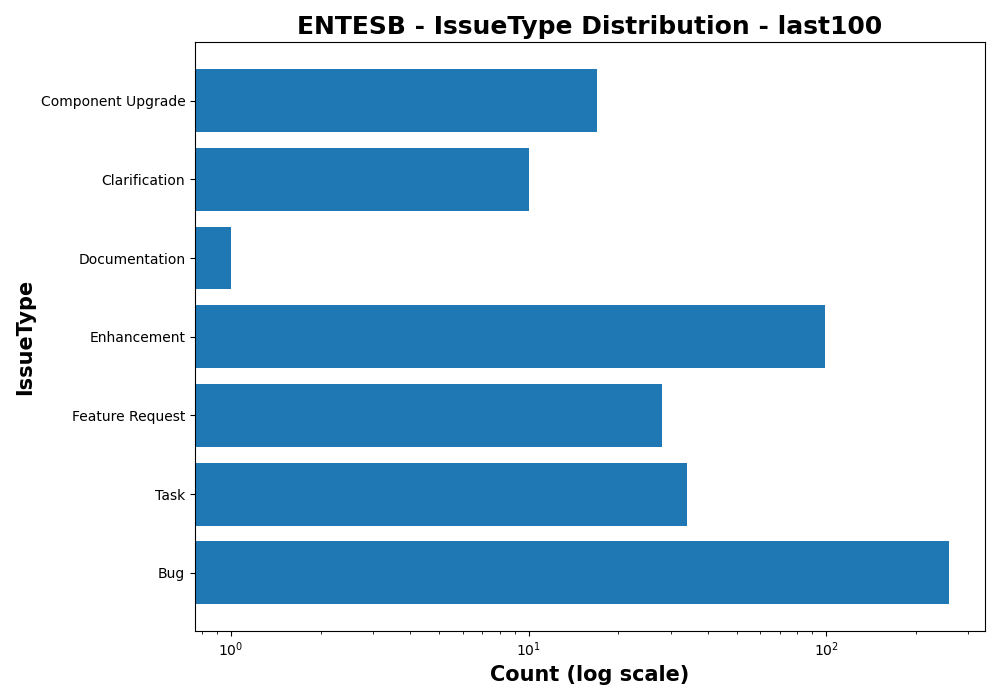 ENTESB - IssueType Distribution - last100
IssueType
Component Upgrade
Clarification
Documentation
Enhancement
Feature Request
Task
Bug
10⁰ 10¹ 10²
Count (log scale)